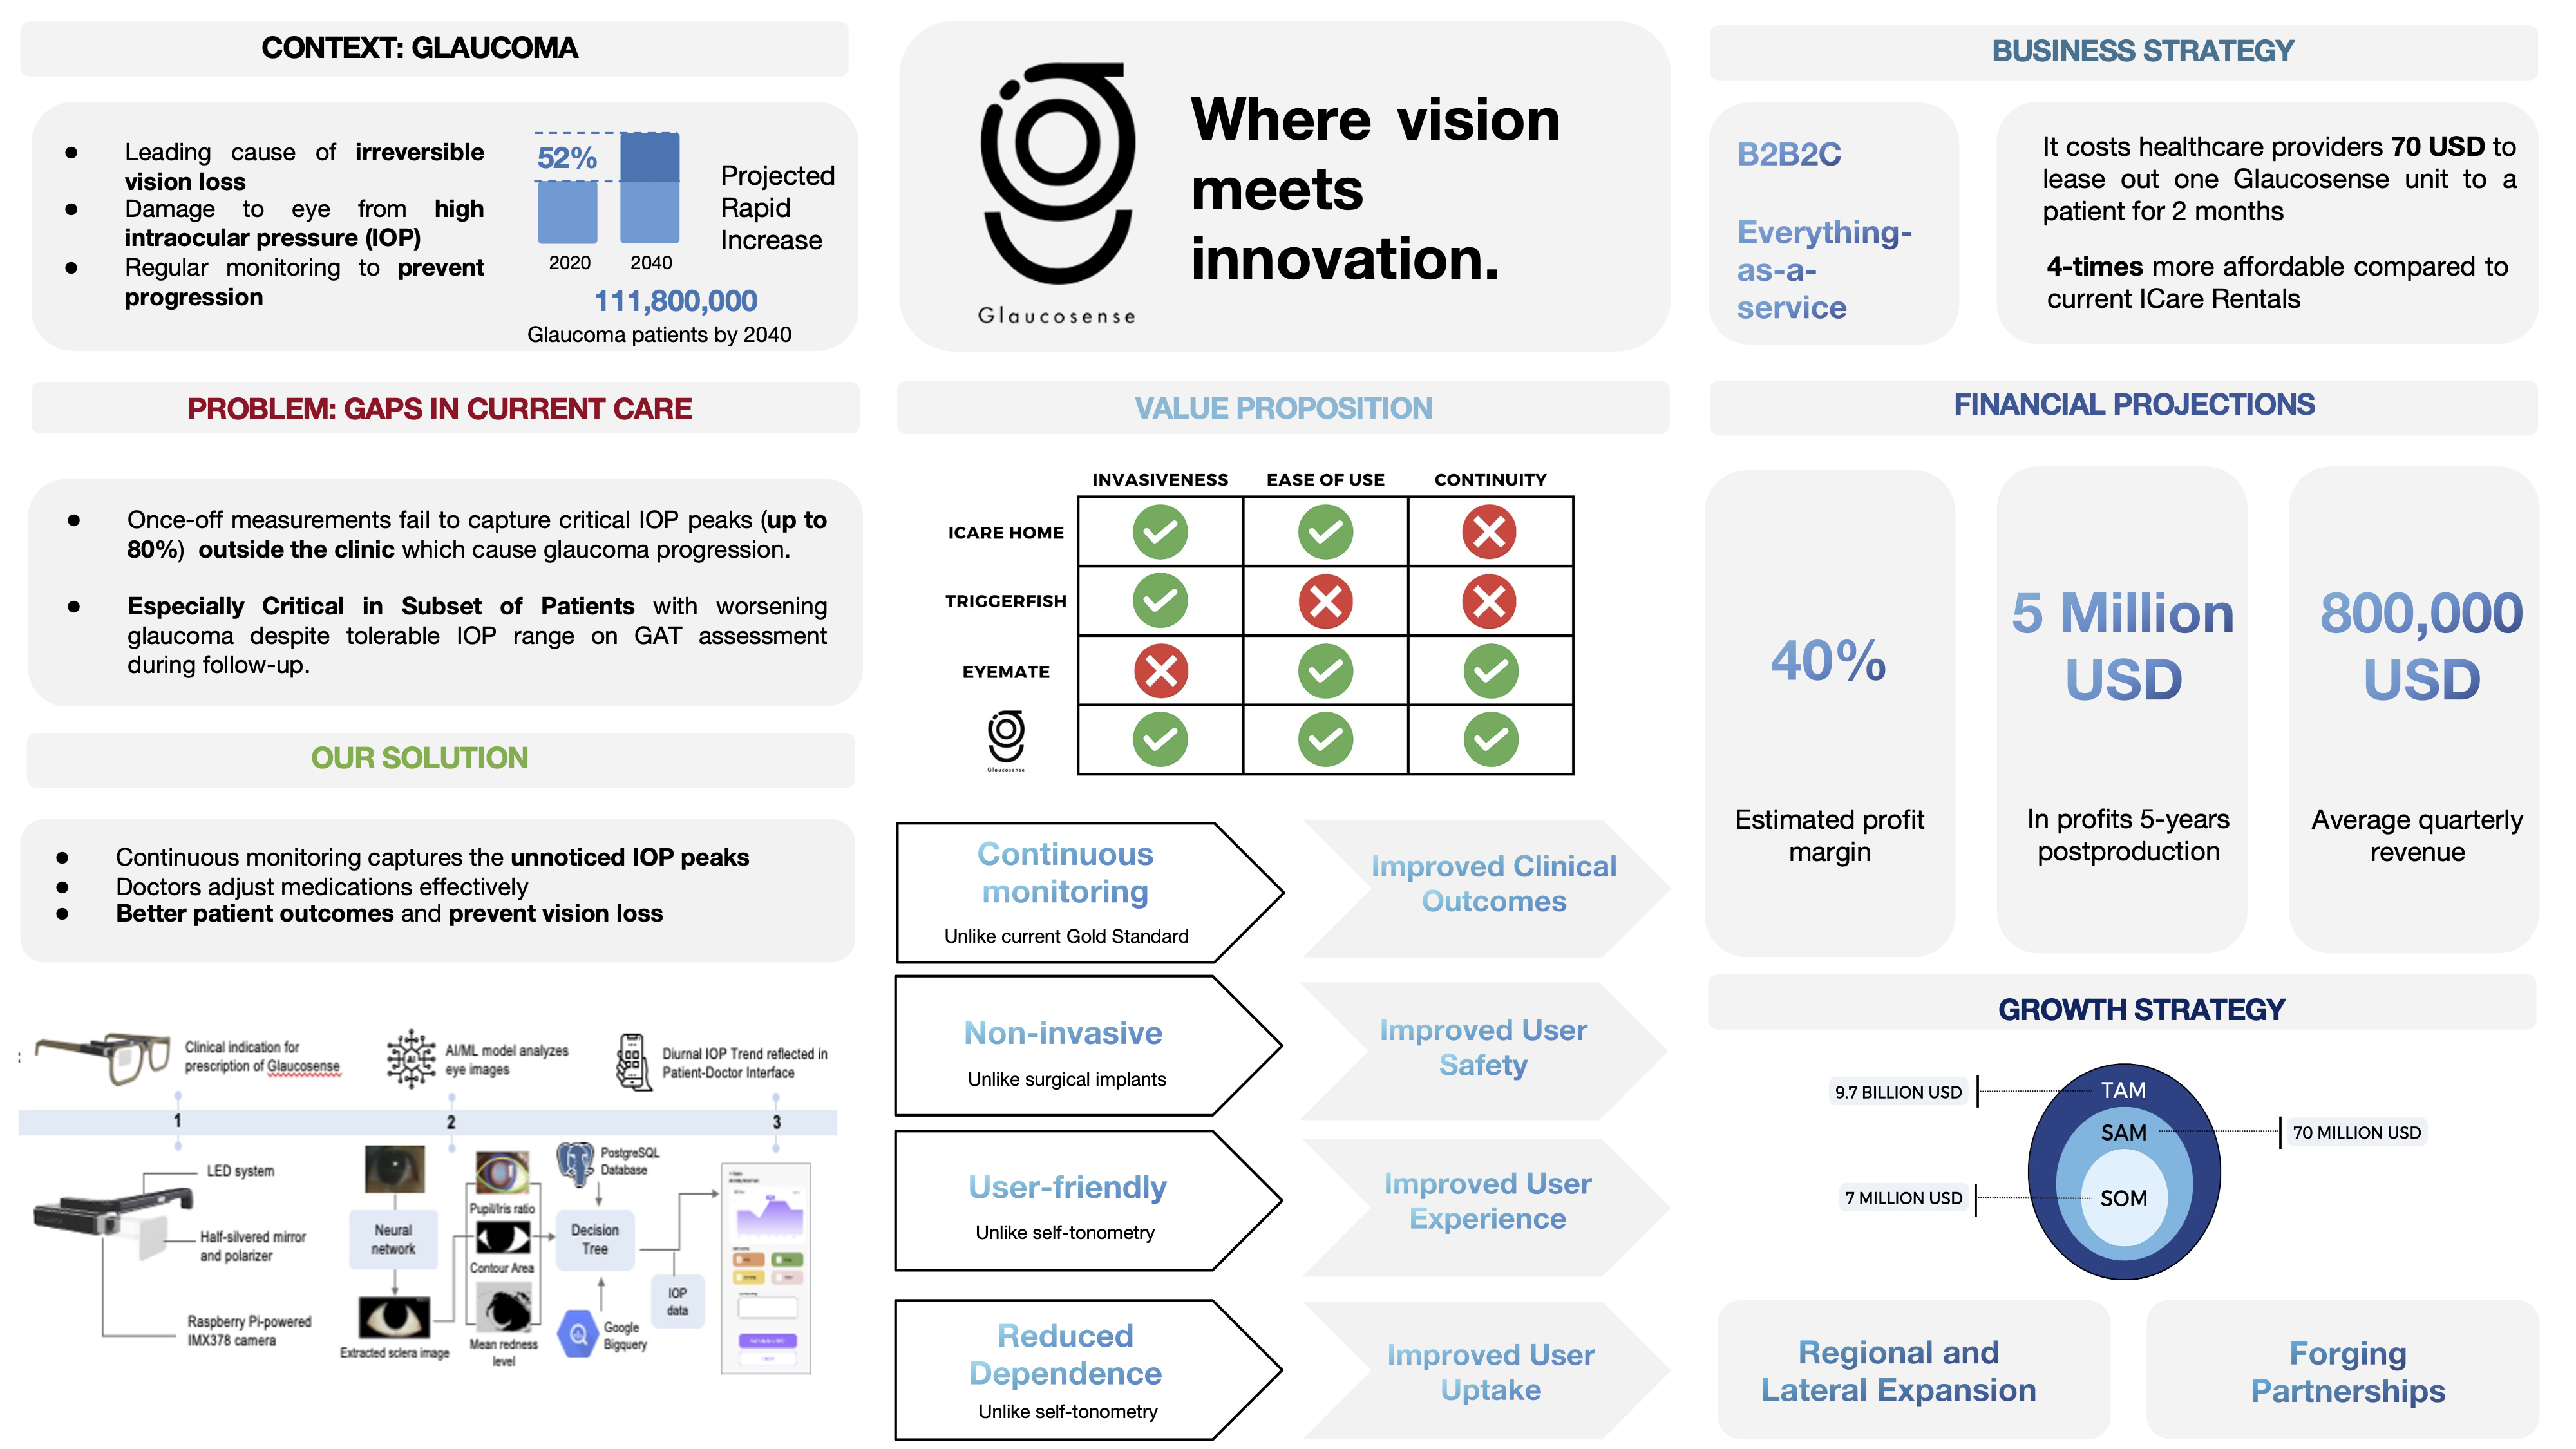 CONTEXT: GLAUCOMA
● Leading cause of irreversible
vision loss
● Damage to eye from high
intraocular pressure (IOP)
● Regular monitoring to prevent
progression
52%
2020 2040
Projected
Rapid
Increase
111,800,000
Glaucoma patients by 2040
PROBLEM: GAPS IN CURRENT CARE
● Once-off measurements fail to capture critical IOP peaks (up to
80%) outside the clinic which cause glaucoma progression.
● Especially Critical in Subset of Patients with worsening
glaucoma despite tolerable IOP range on GAT assessment
during follow-up.
OUR SOLUTION
● Continuous monitoring captures the unnoticed IOP peaks
● Doctors adjust medications effectively
● Better patient outcomes and prevent vision loss
:
Clinical indication for
prescription of Glaucosense
AI
AI/ML model analyzes
eye images
Diurnal IOP Trend reflected in
Patient-Doctor Interface
1
2
3
LED system
Half-silvered mirror
and polarizer
Raspberry Pi-powered
IMX378 camera
Neural
network
Extracted sclera image
Pupil/Iris ratio
Contour Area
Mean redness
level
PostgreSQL
Database
Decision
Tree
Google
Bigquery
IOP
data
Glaucosense
Where vision
meets
innovation.
VALUE PROPOSITION
INVASIVENESS EASE OF USE CONTINUITY
ICARE HOME
TRIGGERFISH
EYEMATE
Glaucosense
Continuous
monitoring
Unlike current Gold Standard
Improved Clinical
Outcomes
Non-invasive
Unlike surgical implants
Improved User
Safety
User-friendly
Unlike self-tonometry
Improved User
Experience
Reduced
Dependence
Unlike self-tonometry
Improved User
Uptake
BUSINESS STRATEGY
B2B2C
Everything-
as-a-
service
It costs healthcare providers 70 USD to
lease out one Glaucosense unit to a
patient for 2 months
4-times more affordable compared to
current ICare Rentals
FINANCIAL PROJECTIONS
40%
Estimated profit
margin
5 Million
USD
In profits 5-years
postproduction
800,000
USD
Average quarterly
revenue
GROWTH STRATEGY
9.7 BILLION USD
TAM
SAM
70 MILLION USD
7 MILLION USD
SOM
Regional and
Lateral Expansion
Forging
Partnerships